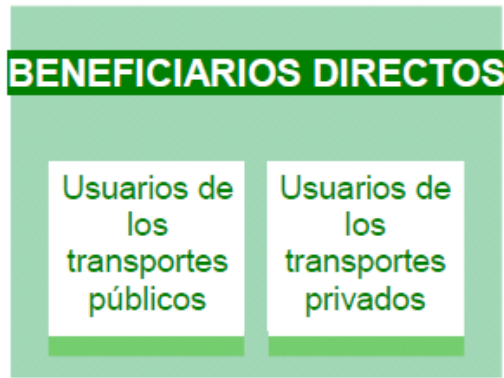 BENEFICIARIOS DIRECTOS
Usuarios de
los
transportes
públicos
Usuarios de
los
transportes
privados